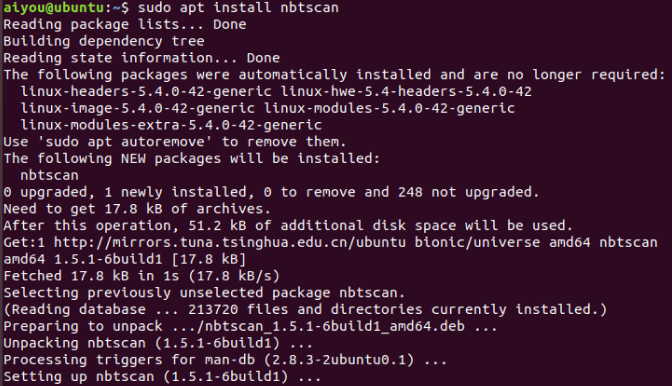 aiyou@ubuntu:~$ sudo apt install nbtscan
Reading package lists... Done
Building dependency tree
Reading state information... Done
The following packages were automatically installed and are no longer required:
  linux-headers-5.4.0-42-generic linux-hwe-5.4-headers-5.4.0-42
  linux-image-5.4.0-42-generic linux-modules-5.4.0-42-generic
  linux-modules-extra-5.4.0-42-generic
Use 'sudo apt autoremove' to remove them.
The following NEW packages will be installed:
  nbtscan
0 upgraded, 1 newly installed, 0 to remove and 248 not upgraded.
Need to get 17.8 kB of archives.
After this operation, 51.2 kB of additional disk space will be used.
Get:1 http://mirrors.tuna.tsinghua.edu.cn/ubuntu bionic/universe amd64 nbtscan
amd64 1.5.1-6build1 [17.8 kB]
Fetched 17.8 kB in 1s (17.8 kB/s)
Selecting previously unselected package nbtscan.
(Reading database ... 213720 files and directories currently installed.)
Preparing to unpack .../nbtscan_1.5.1-6build1_amd64.deb ...
Unpacking nbtscan (1.5.1-6build1) ...
Processing triggers for man-db (2.8.3-2ubuntu0.1) ...
Setting up nbtscan (1.5.1-6build1) ...